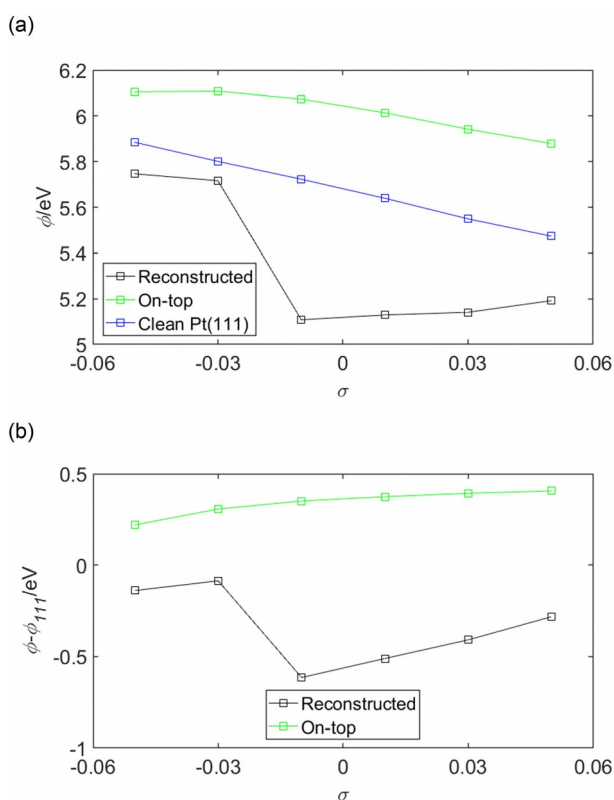 (a)
6.2
6
5.8
5.6
5.4
5.2
5
ϕ/eV
Reconstructed
On-top
Clean Pt(111)
-0.06
-0.03
0
0.03
0.06
σ
(b)
0.5
0
-0.5
-1
ϕ-ϕ111/eV
Reconstructed
On-top
-0.06
-0.03
0
0.03
0.06
σ